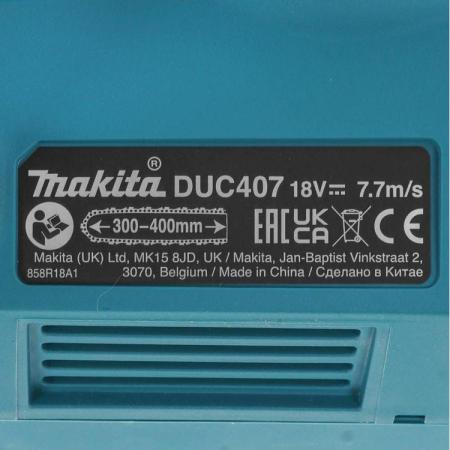 makita® DUC407 18V⎓ 7.7m/s
300–400mm EAC UK CA CE
Makita (UK) Ltd, MK15 8JD, UK / Makita, Jan-Baptist Vinkstraat 2,
858R18A1 3070, Belgium / Made in China / Сделано в Китае